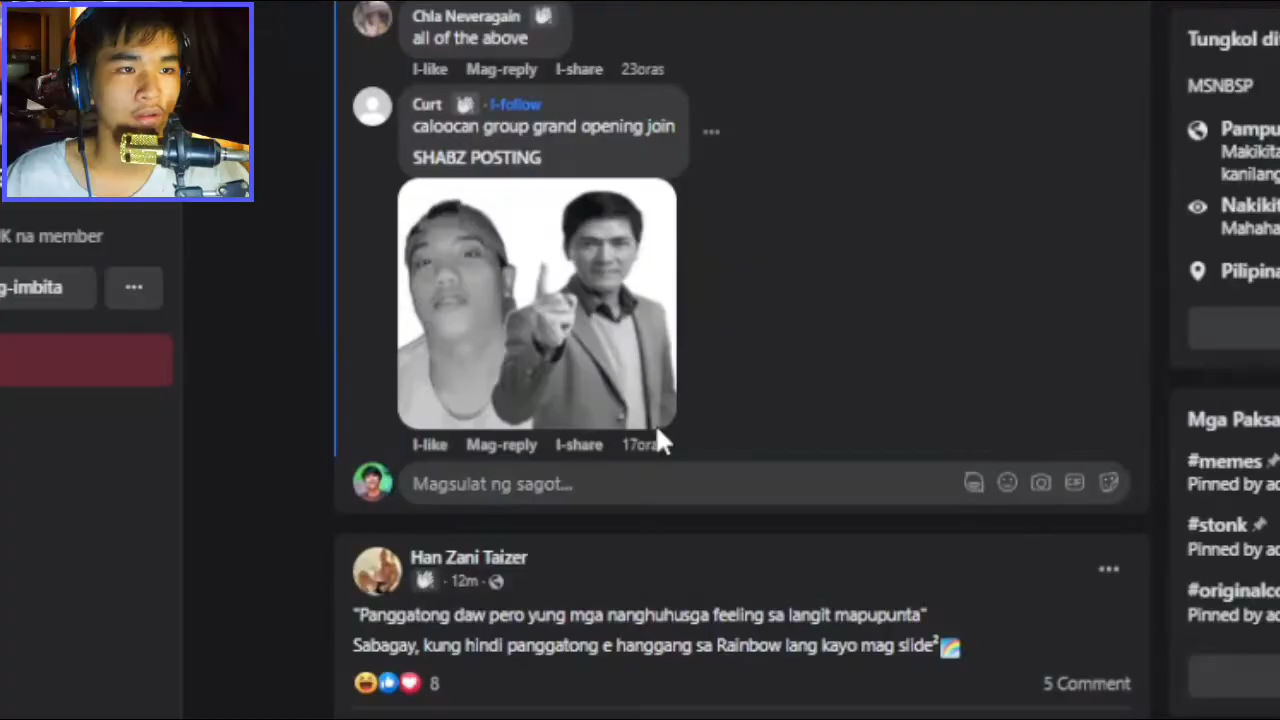 Chla Neveragain
all of the above
I-like Mag-reply I-share 23oras
Curt · I-follow
caloocan group grand opening join
SHABZ POSTING
I-like Mag-reply I-share 17ora
Magsulat ng sagot...
Han Zani Taizer
· 12m ·
"Panggatong daw pero yung mga nanghuhusga feeling sa langit mapupunta"
Sabagay, kung hindi panggatong e hanggang sa Rainbow lang kayo mag slide²
8
5 Comment
K na member
g-imbita
Tungkol di
MSNBSP
Pampu
Makikita
kanilang
Nakikit
Mahaha
Pilipina
Mga Paksa
#memes
Pinned by ad
#stonk
Pinned by ad
#originalco
Pinned by ad